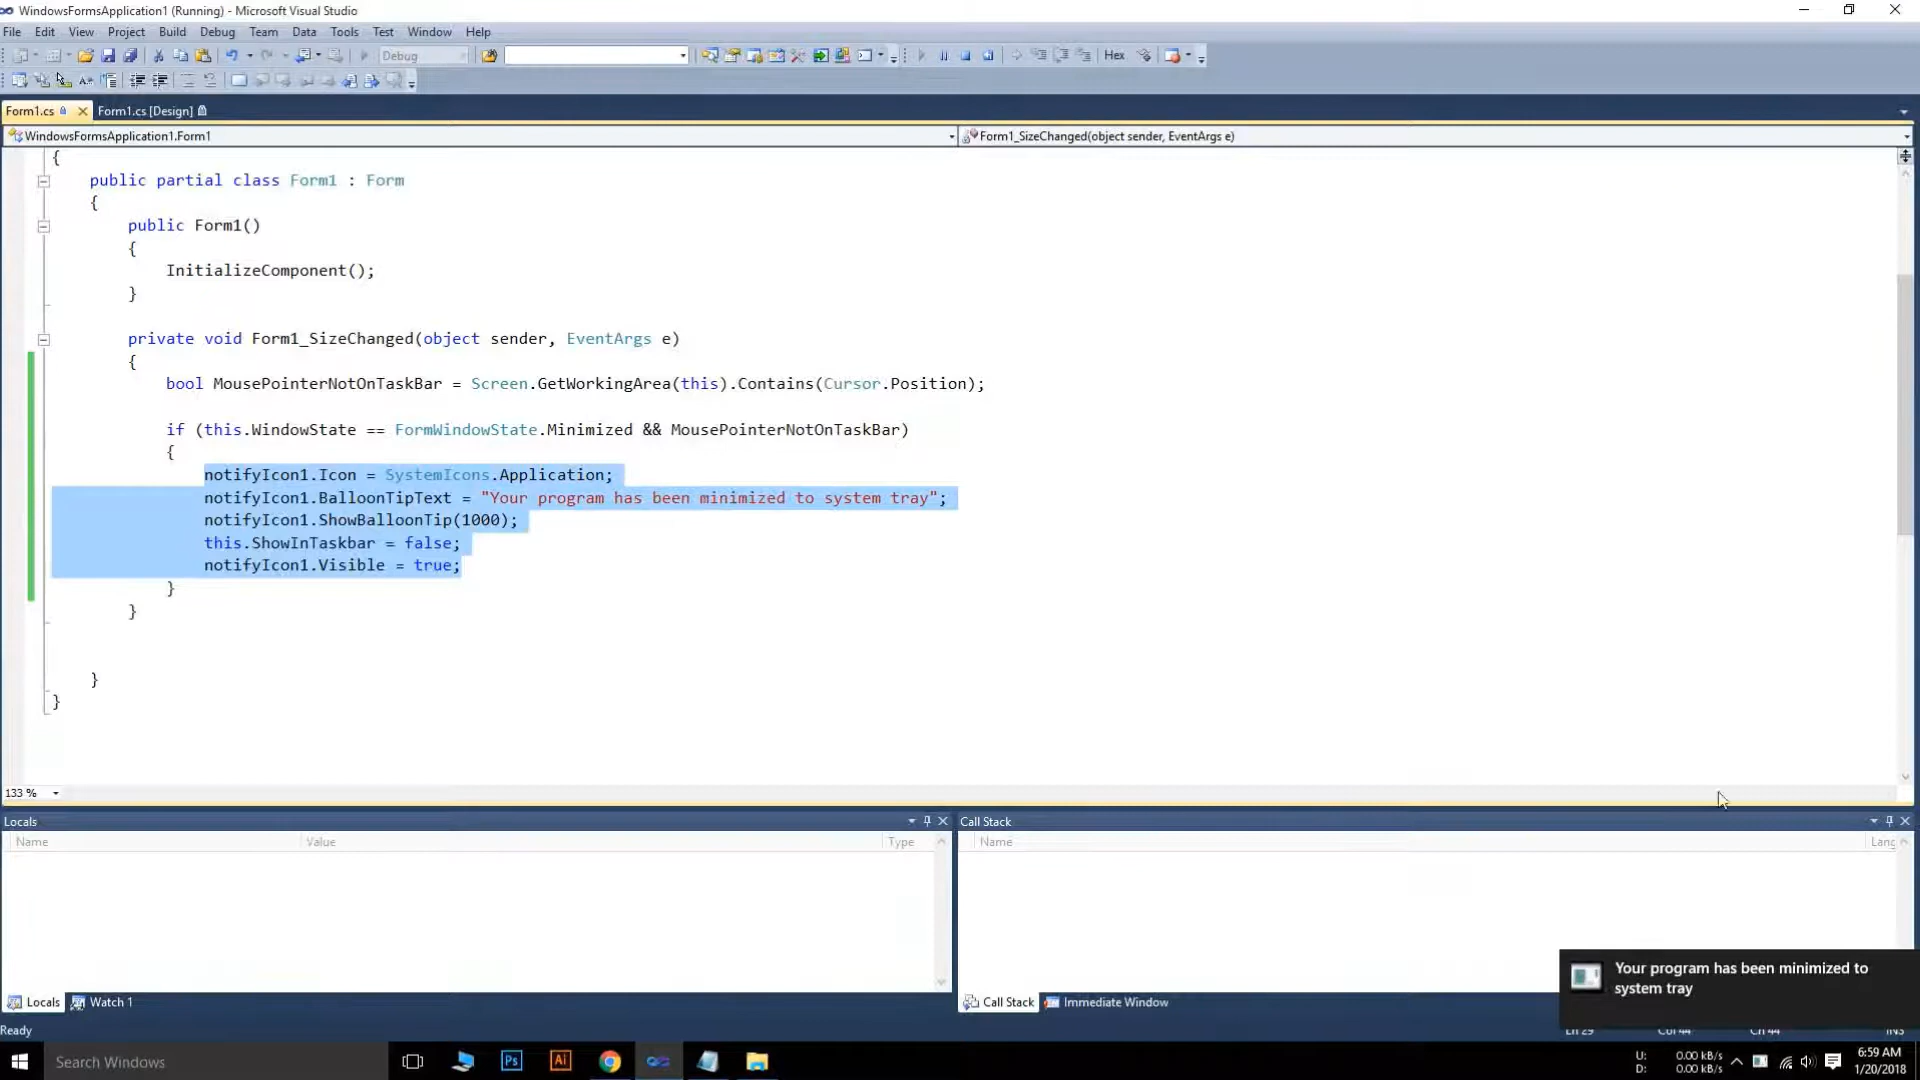 WindowsFormsApplication1 (Running) - Microsoft Visual Studio
File Edit View Project Build Debug Team Data Tools Test Window Help
Debug Hex
Form1.cs Form1.cs [Design]
WindowsFormsApplication1.Form1 Form1_SizeChanged(object sender, EventArgs e)
{
public partial class Form1 : Form
{
public Form1()
{
InitializeComponent();
}
private void Form1_SizeChanged(object sender, EventArgs e)
{
bool MousePointerNotOnTaskBar = Screen.GetWorkingArea(this).Contains(Cursor.Position);
if (this.WindowState == FormWindowState.Minimized && MousePointerNotOnTaskBar)
{
notifyIcon1.Icon = SystemIcons.Application;
notifyIcon1.BalloonTipText = "Your program has been minimized to system tray";
notifyIcon1.ShowBalloonTip(1000);
this.ShowInTaskbar = false;
notifyIcon1.Visible = true;
}
}
}
}
133 %
Locals Call Stack
Name Value Type Name Lang
Your program has been minimized to
system tray
Locals Watch 1 Call Stack Immediate Window
Ready Ln 29 Col 44 Ch 44 INS
Search Windows Ps Ai
U: 0.00 kB/s
D: 0.00 kB/s
6:59 AM
1/20/2018